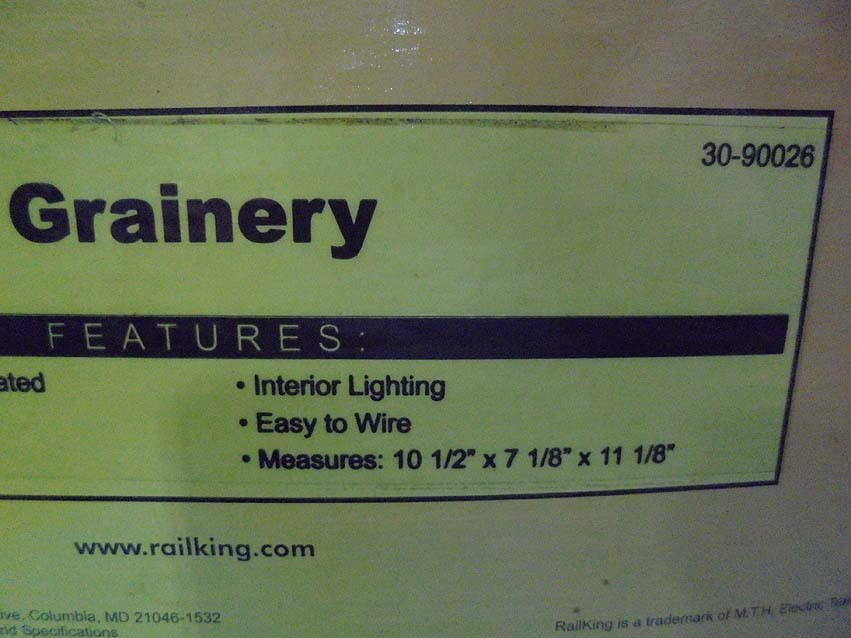 30-90026
Grainery
FEATURES:
• Interior Lighting
• Easy to Wire
• Measures: 10 1/2" x 7 1/8" x 11 1/8"
www.railking.com
Columbia, MD 21046-1532
Specifications
RailKing is a trademark of M.T.H. Electric